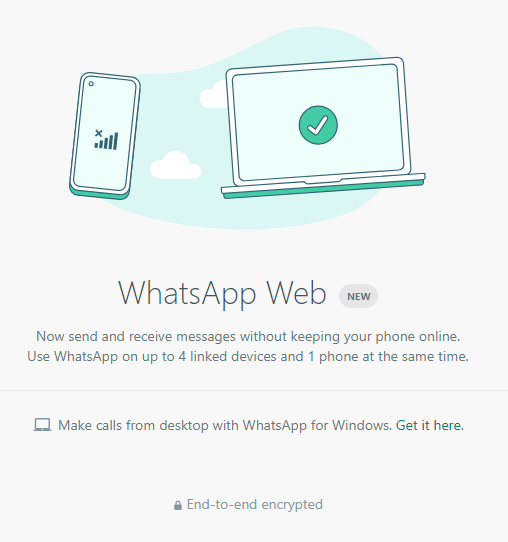 WhatsApp Web NEW
Now send and receive messages without keeping your phone online.
Use WhatsApp on up to 4 linked devices and 1 phone at the same time.
Make calls from desktop with WhatsApp for Windows. Get it here.
End-to-end encrypted